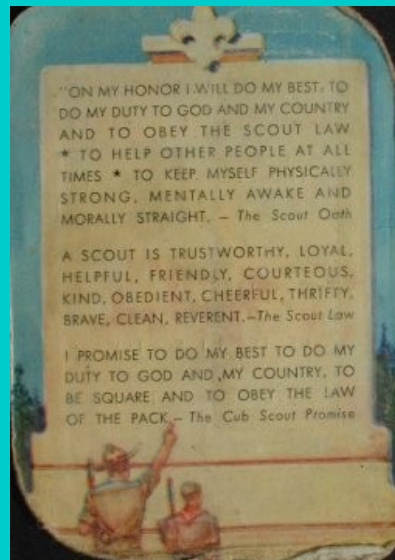 "ON MY HONOR I WILL DO MY BEST: TO
DO MY DUTY TO GOD AND MY COUNTRY
AND TO OBEY THE SCOUT LAW
* TO HELP OTHER PEOPLE AT ALL
TIMES * TO KEEP MYSELF PHYSICALLY
STRONG, MENTALLY AWAKE AND
MORALLY STRAIGHT. – The Scout Oath
A SCOUT IS TRUSTWORTHY, LOYAL,
HELPFUL, FRIENDLY, COURTEOUS,
KIND, OBEDIENT, CHEERFUL, THRIFTY,
BRAVE, CLEAN, REVERENT.–The Scout Law
I PROMISE TO DO MY BEST TO DO MY
DUTY TO GOD AND MY COUNTRY, TO
BE SQUARE AND TO OBEY THE LAW
OF THE PACK.– The Cub Scout Promise